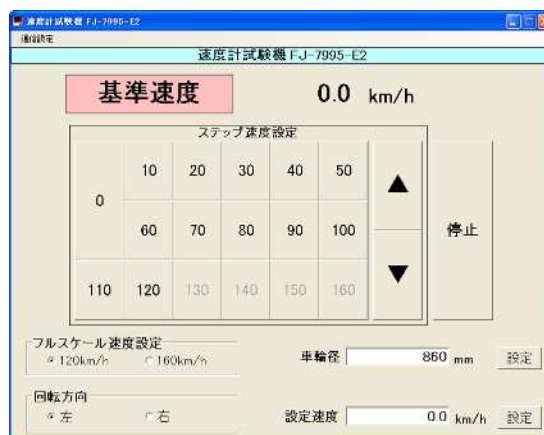 速度計試験機 FJ-7995-E2
通信設定
速度計試験機 FJ-7995-E2
基準速度 0.0 km/h
ステップ速度設定
0 10 20 30 40 50
60 70 80 90 100
110 120 130 140 150 160
▲
▼
停止
フルスケール速度設定
120km/h 160km/h
車輪径 860 mm 設定
回転方向
左 右
設定速度 0.0 km/h 設定